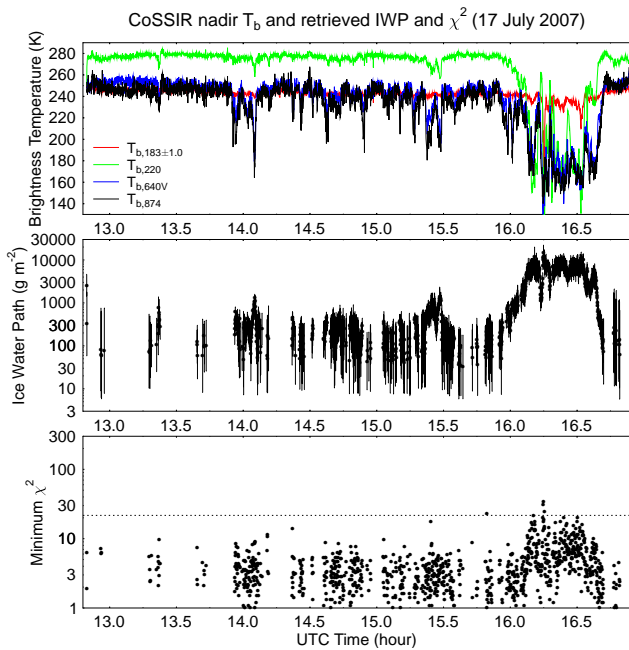 CoSSIR nadir T_b and retrieved IWP and χ² (17 July 2007)
Brightness Temperature (K)
280
260
240
220
200
180
160
140
T_b,183±1.0
T_b,220
T_b,640V
T_b,874
13.0 13.5 14.0 14.5 15.0 15.5 16.0 16.5
Ice Water Path (g m⁻²)
30000
10000
3000
1000
300
100
30
10
3
13.0 13.5 14.0 14.5 15.0 15.5 16.0 16.5
Minimum χ²
300
100
30
10
3
1
13.0 13.5 14.0 14.5 15.0 15.5 16.0 16.5
UTC Time (hour)